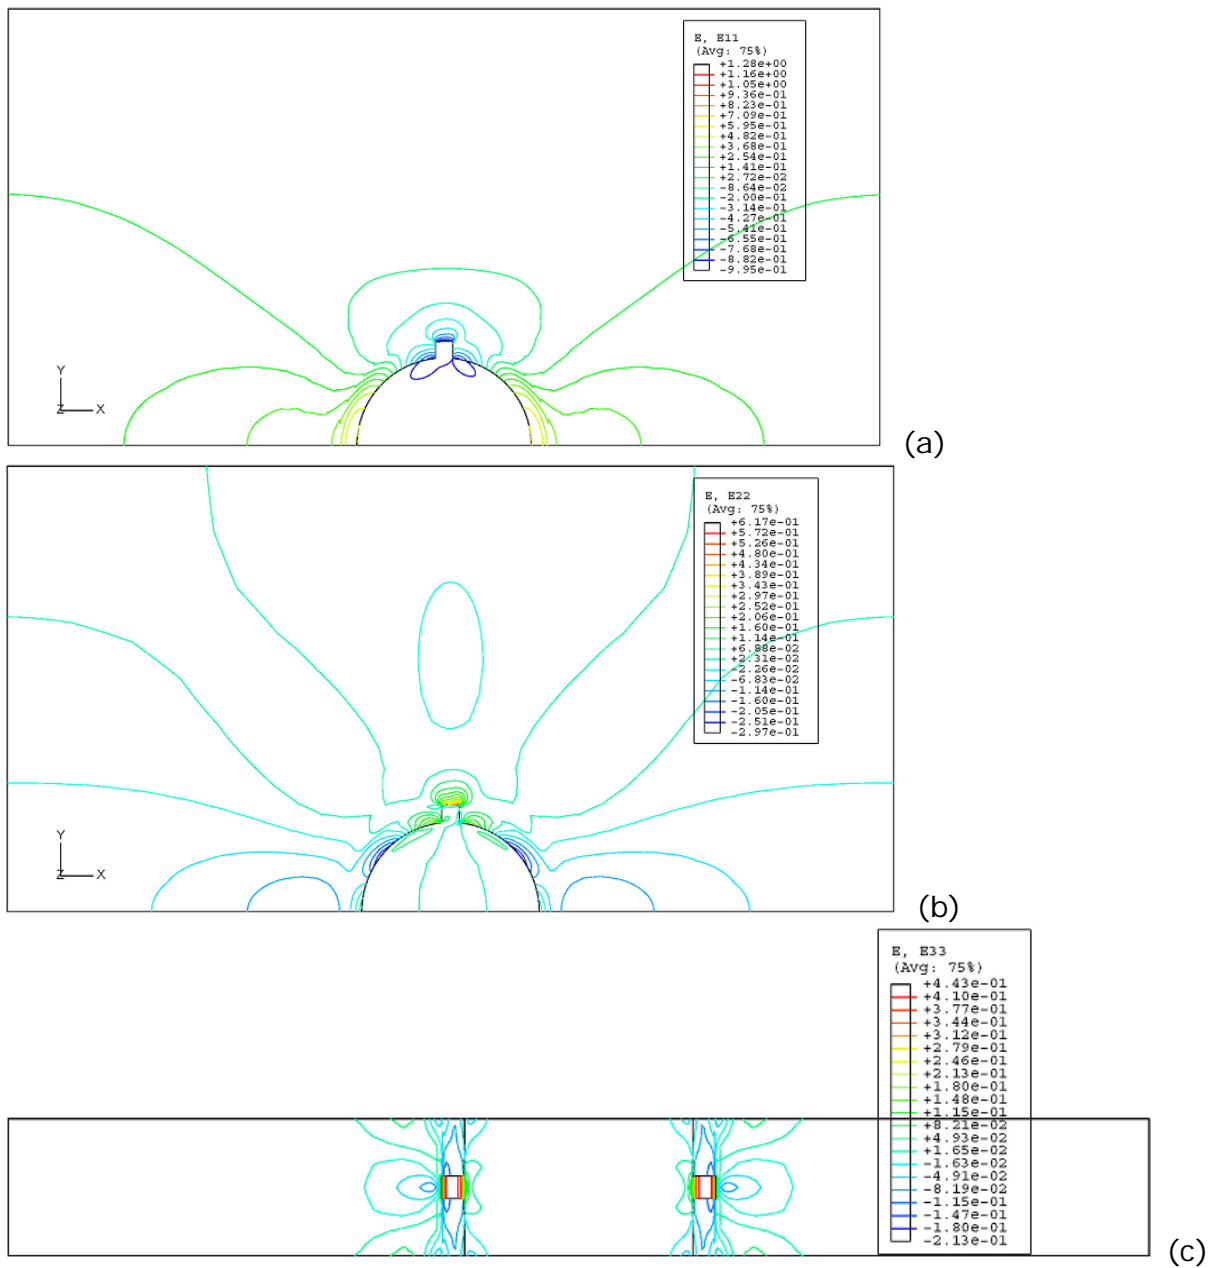 E, E11
(Avg: 75%)
+1.28e+00
+1.16e+00
+1.05e+00
+9.36e-01
+8.23e-01
+7.09e-01
+5.95e-01
+4.82e-01
+3.68e-01
+2.54e-01
+1.41e-01
+2.72e-02
-8.64e-02
-2.00e-01
-3.14e-01
-4.27e-01
-5.41e-01
-6.55e-01
-7.68e-01
-8.82e-01
-9.95e-01
Y
Z X
(a)
E, E22
(Avg: 75%)
+6.17e-01
+5.72e-01
+5.26e-01
+4.80e-01
+4.34e-01
+3.89e-01
+3.43e-01
+2.97e-01
+2.52e-01
+2.06e-01
+1.60e-01
+1.14e-01
+6.88e-02
+2.31e-02
-2.26e-02
-6.83e-02
-1.14e-01
-1.60e-01
-2.05e-01
-2.51e-01
-2.97e-01
Y
Z X
(b)
E, E33
(Avg: 75%)
+4.43e-01
+4.10e-01
+3.77e-01
+3.44e-01
+3.12e-01
+2.79e-01
+2.46e-01
+2.13e-01
+1.80e-01
+1.48e-01
+1.15e-01
+8.21e-02
+4.93e-02
+1.65e-02
-1.63e-02
-4.91e-02
-8.19e-02
-1.15e-01
-1.47e-01
-1.80e-01
-2.13e-01
(c)